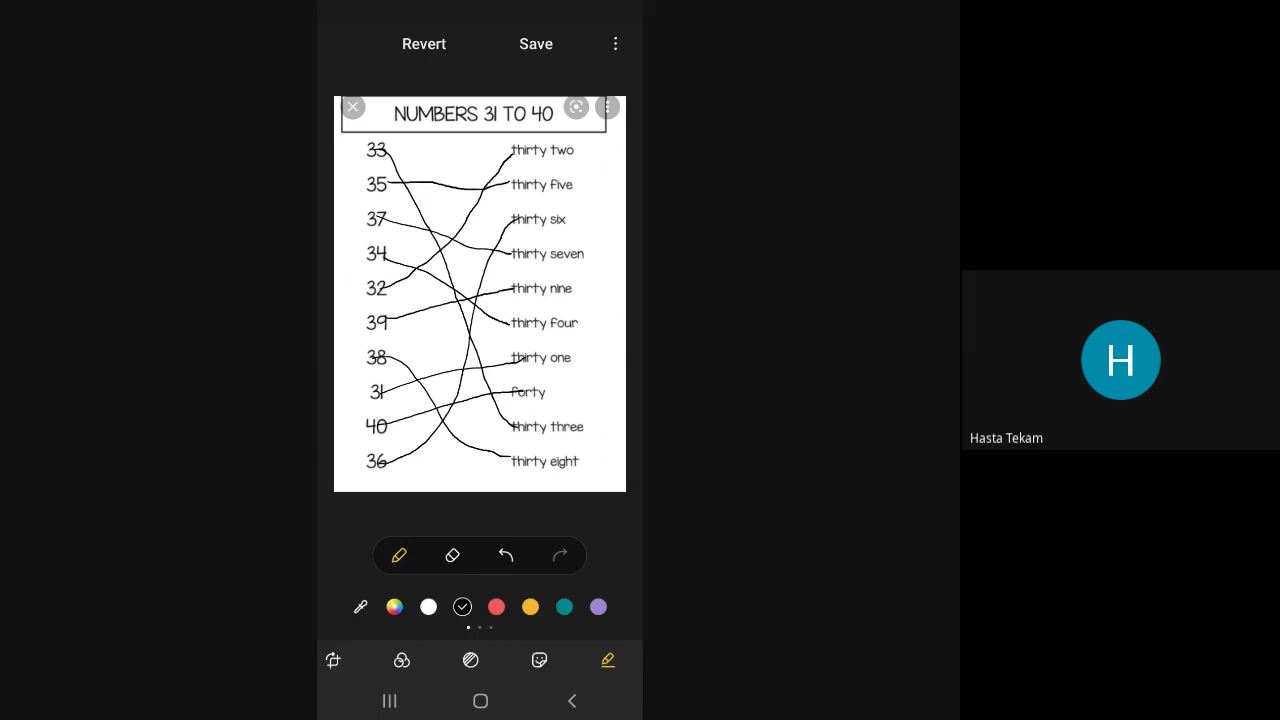 Revert Save
NUMBERS 31 TO 40
33 thirty two
35 thirty five
37 thirty six
34 thirty seven
32 thirty nine
39 thirty four
38 thirty one
31 forty
40 thirty three
36 thirty eight
H
Hasta Tekam